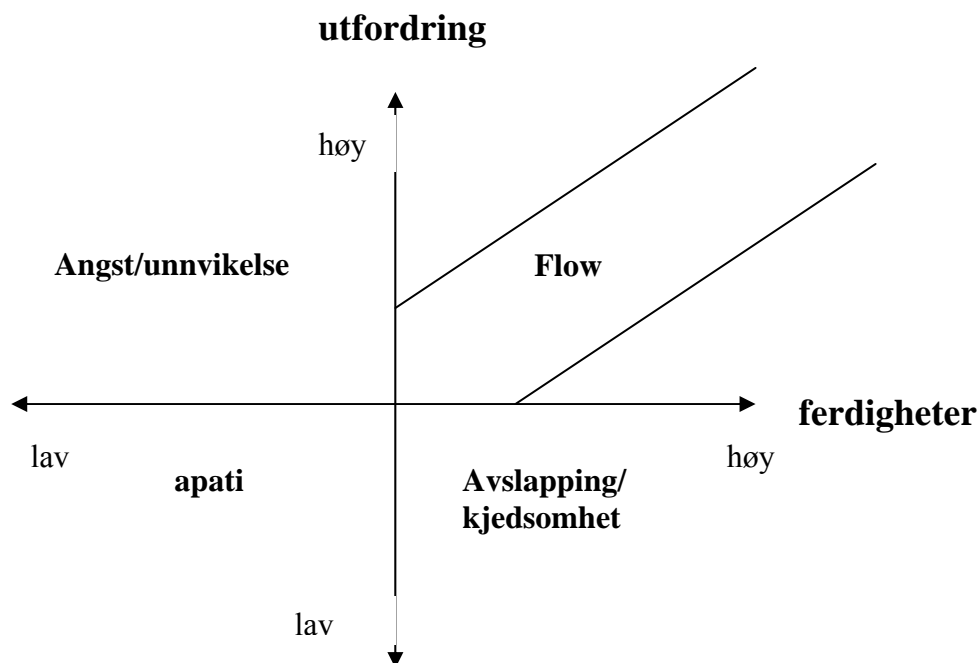 utfordring
høy
Angst/unnvikelse
Flow
ferdigheter
lav
høy
apati
Avslapping/
kjedsomhet
lav